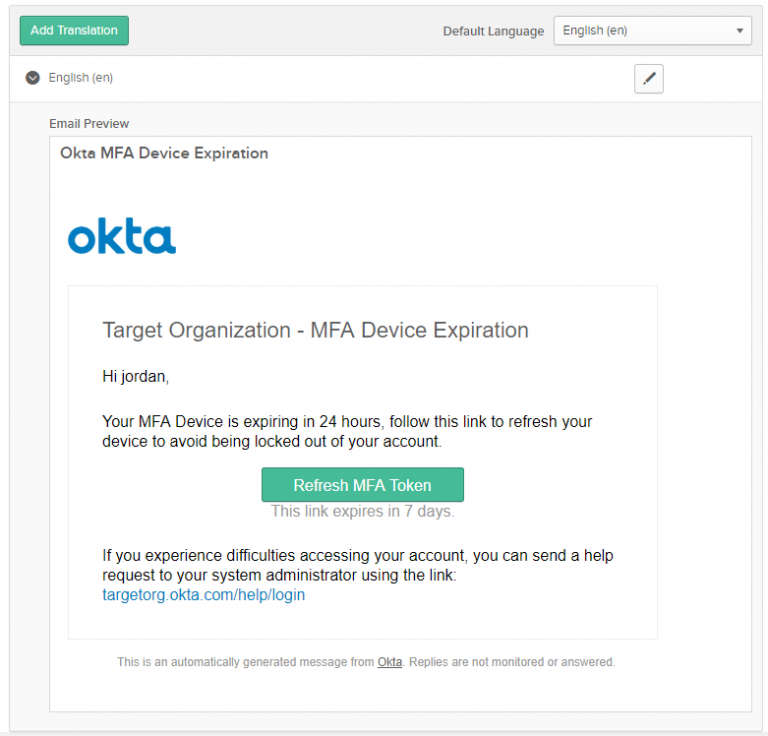 Add Translation
Default Language
English (en)
English (en)
Email Preview
Okta MFA Device Expiration
okta
Target Organization - MFA Device Expiration
Hi jordan,
Your MFA Device is expiring in 24 hours, follow this link to refresh your
device to avoid being locked out of your account.
Refresh MFA Token
This link expires in 7 days.
If you experience difficulties accessing your account, you can send a help
request to your system administrator using the link:
targetorg.okta.com/help/login
This is an automatically generated message from Okta. Replies are not monitored or answered.